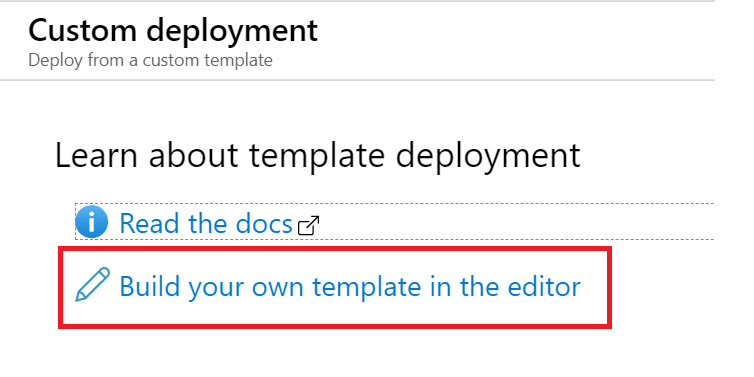 Custom deployment
Deploy from a custom template
Learn about template deployment
Read the docs
Build your own template in the editor